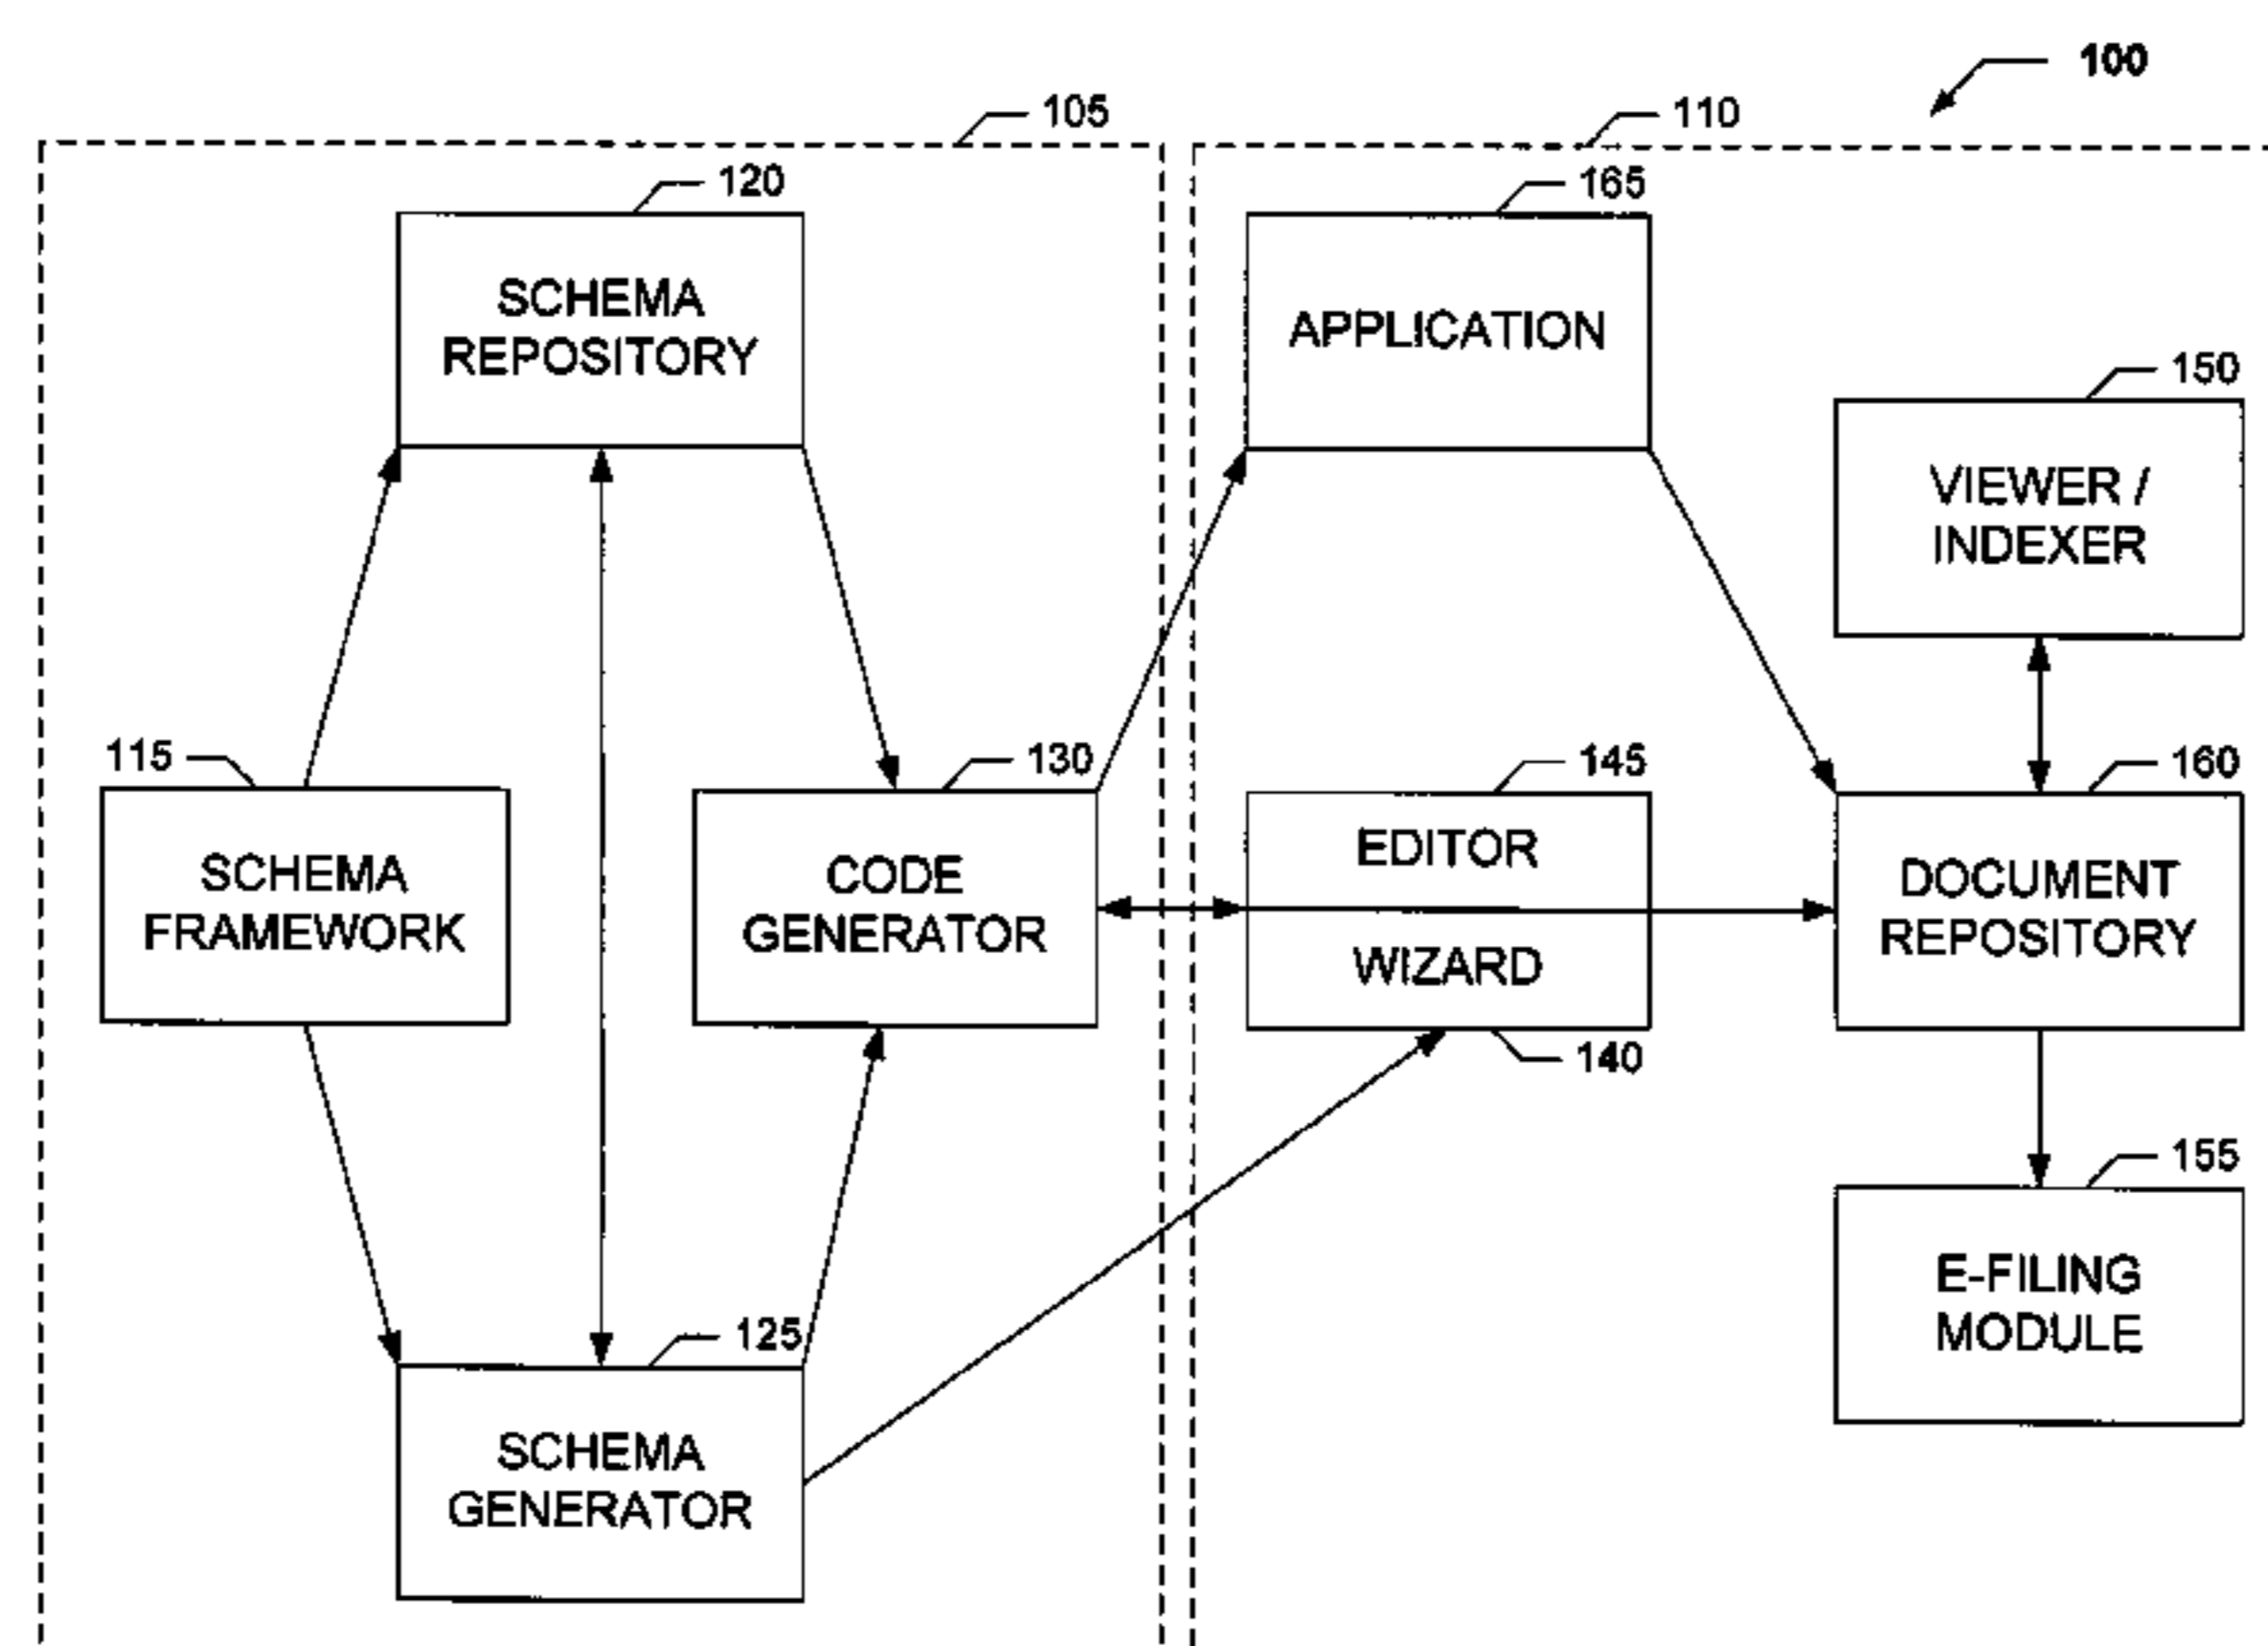 100
105
110
120
165
SCHEMA
REPOSITORY
APPLICATION
150
VIEWER /
INDEXER
115
130
145
160
SCHEMA
FRAMEWORK
CODE
GENERATOR
EDITOR
WIZARD
DOCUMENT
REPOSITORY
140
125
155
SCHEMA
GENERATOR
E-FILING
MODULE